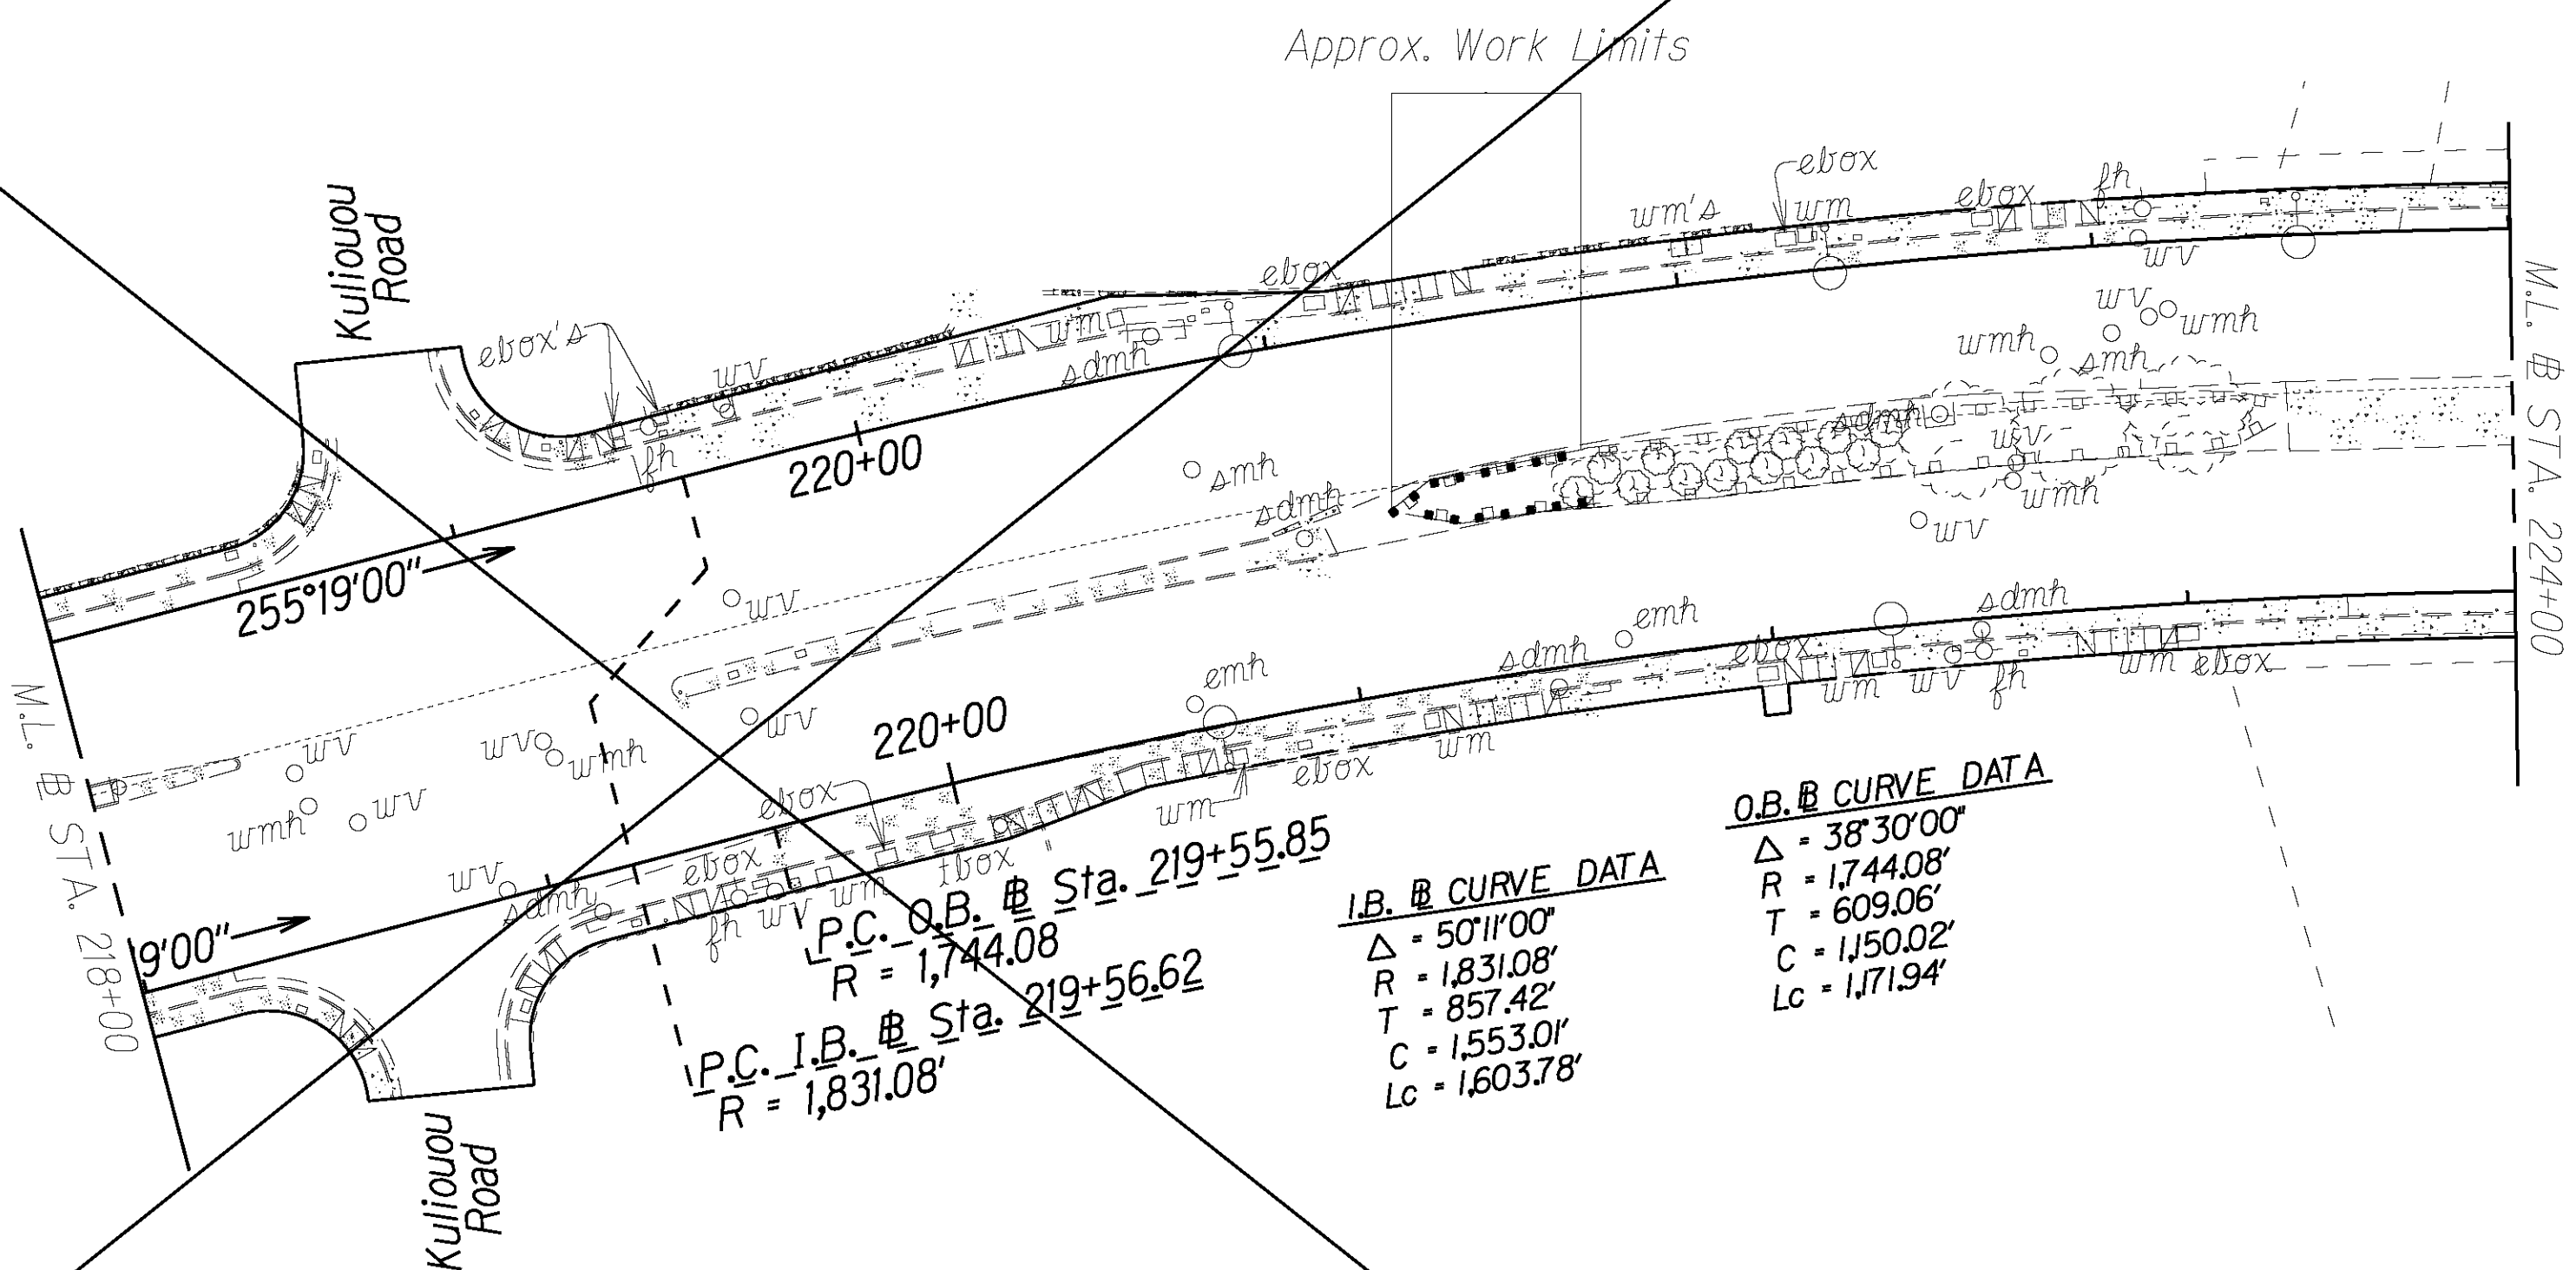 Approx. Work Limits
Kuliouou
Road
ebox's
wv
fh
wm
sdmh
ebox
wm's
ebox
wm
ebox
fh
wv
wv
wmh
wmh
smh
sdmh
wv
wmh
wv
M.L. ℄ STA. 224+00
220+00
smh
sdmh
255°19'00"
wv
wv
wv
wmh
wv
wmh
wv
M.L. ℄ STA. 218+00
220+00
emh
sdmh
emh
sdmh
ebox
wm
wv
fh
wm
ebox
wm
ebox
wm
ebox
tbox
ebox
wv
sdmh
fh
wv
wm
9'00"
P.C. O.B. ℄ Sta. 219+55.85
R = 1,744.08
P.C. I.B. ℄ Sta. 219+56.62
R = 1,831.08'
I.B. ℄ CURVE DATA
Δ = 50°11'00"
R = 1,831.08'
T = 857.42'
C = 1,553.01'
Lc = 1,603.78'
O.B. ℄ CURVE DATA
Δ = 38°30'00"
R = 1,744.08'
T = 609.06'
C = 1,150.02'
Lc = 1,171.94'
Kuliouou
Road